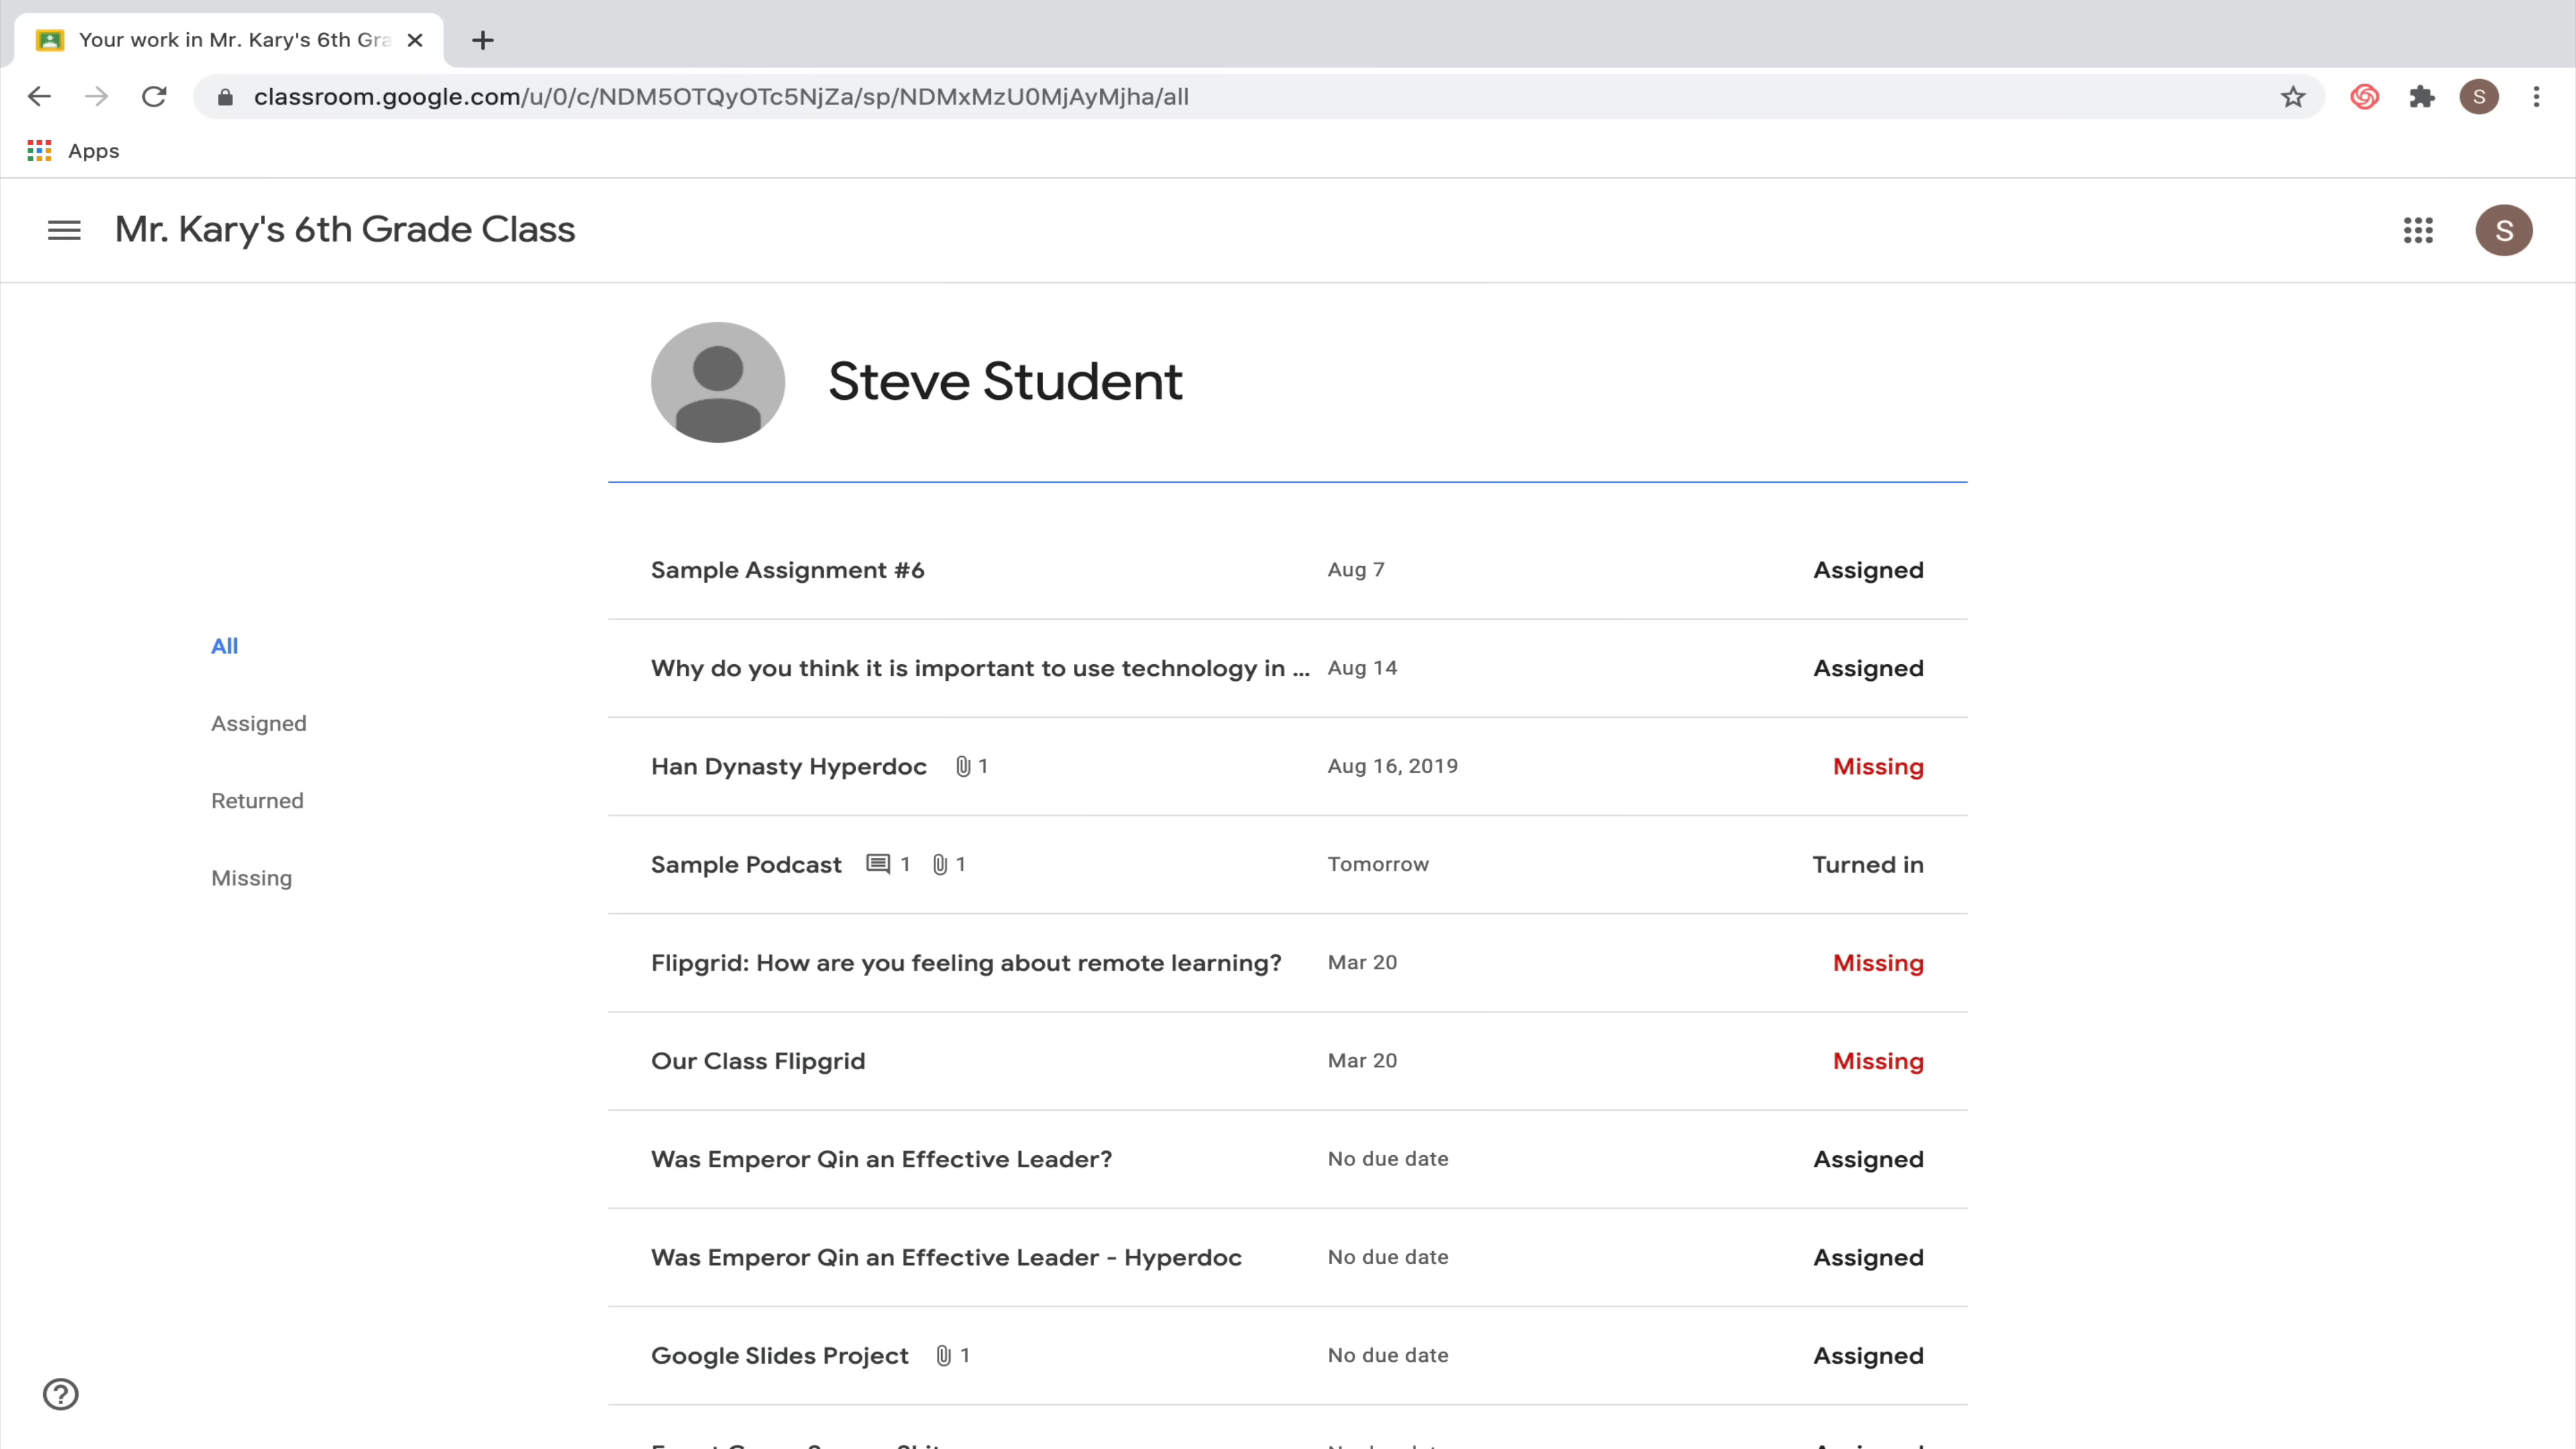 Your work in Mr. Kary's 6th Gra
classroom.google.com/u/0/c/NDM5OTQyOTc5NjZa/sp/NDMxMzU0MjAyMjha/all
S
Apps
Mr. Kary's 6th Grade Class
S
Steve Student
Sample Assignment #6 Aug 7 Assigned
All
Why do you think it is important to use technology in ... Aug 14 Assigned
Assigned
Han Dynasty Hyperdoc 1 Aug 16, 2019 Missing
Returned
Sample Podcast 1 1 Tomorrow Turned in
Missing
Flipgrid: How are you feeling about remote learning? Mar 20 Missing
Our Class Flipgrid Mar 20 Missing
Was Emperor Qin an Effective Leader? No due date Assigned
Was Emperor Qin an Effective Leader - Hyperdoc No due date Assigned
Google Slides Project 1 No due date Assigned